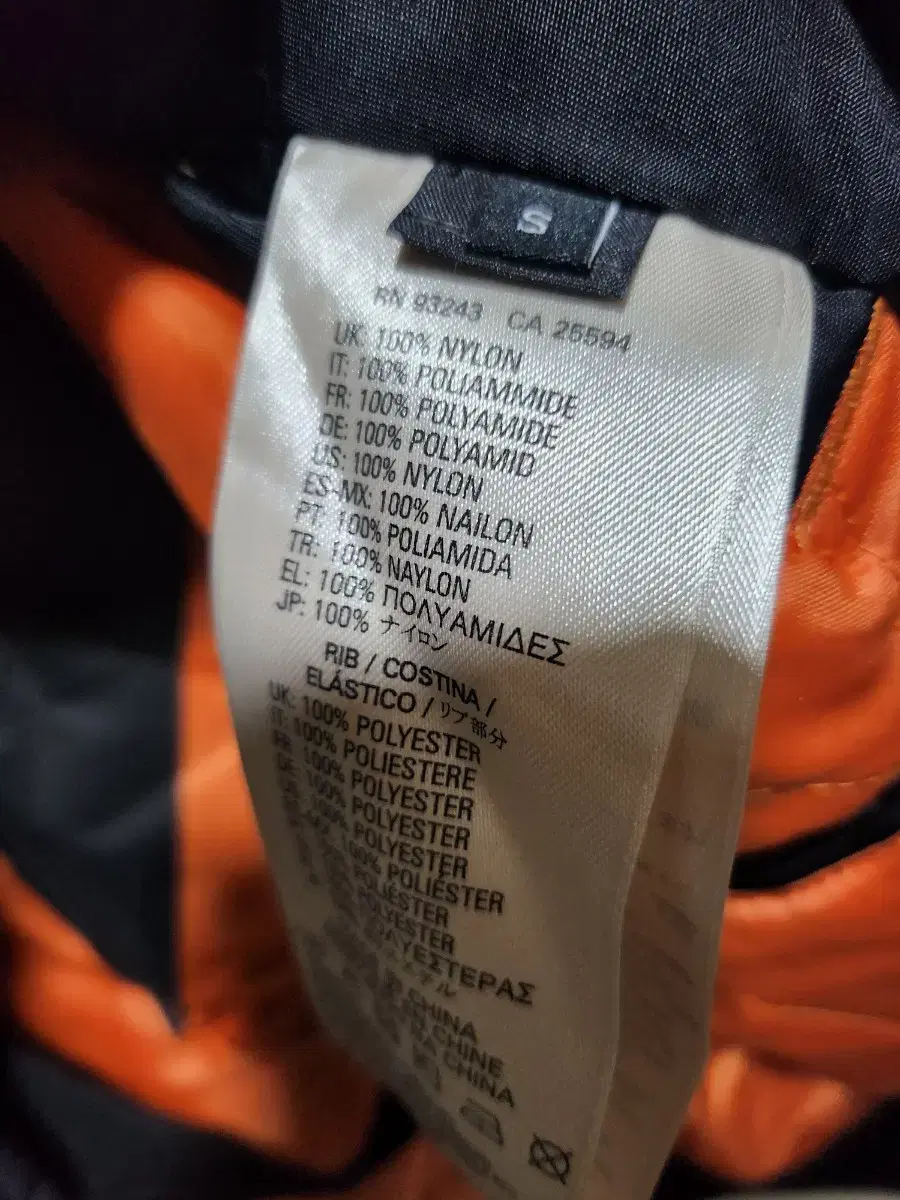 S
RN 93243 CA 25594
UK: 100% NYLON
IT: 100% POLIAMMIDE
FR: 100% POLYAMIDE
DE: 100% POLYAMID
US: 100% NYLON
ES-MX: 100% NAILON
PT: 100% POLIAMIDA
TR: 100% NAYLON
EL: 100% ΠΟΛΥΑΜΙΔΕΣ
JP: 100% ナイロン
RIB / COSTINA /
ELÁSTICO / リブ部分
UK: 100% POLYESTER
IT: 100% POLIESTERE
FR: 100% POLYESTER
DE: 100% POLYESTER
100% POLYESTER
100% POLIÉSTER
POLIÉSTER
POLYESTER
CHINA
CHINE
CHINA